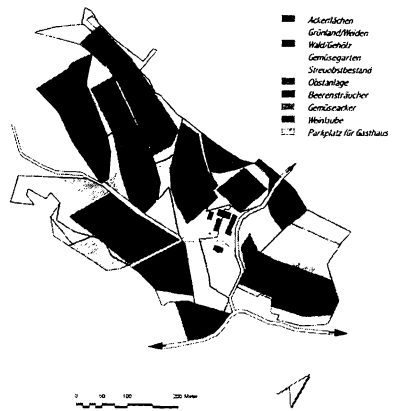 Ackerflächen
Grünland/Weiden
Wald/Gehölz
Gemüsegarten
Streuobstbestand
Obstanlage
Beerensträucher
Gemüseacker
Weinlaube
Parkplatz für Gasthaus
0 50 100 200 Meter